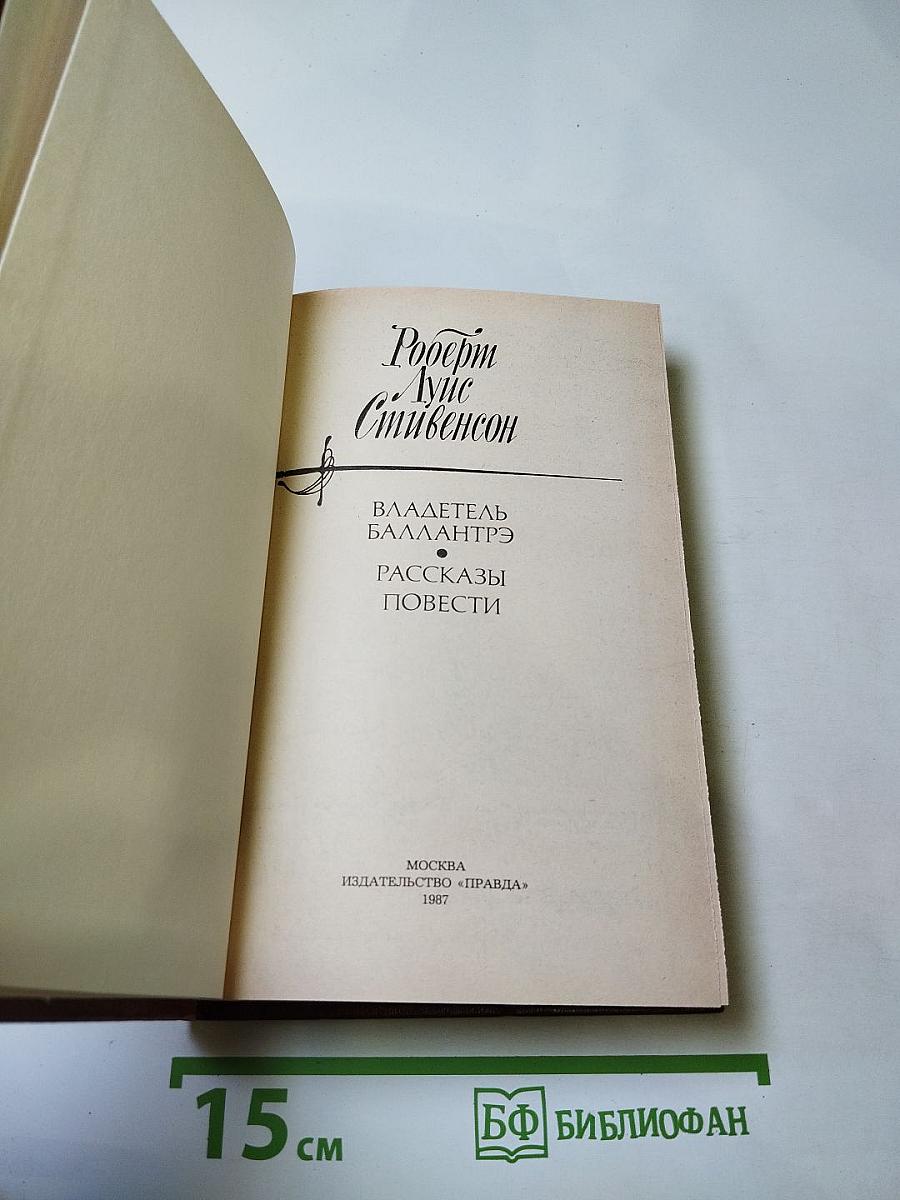 Роберт
Луис
Стивенсон
ВЛАДЕТЕЛЬ
БАЛЛАНТРЭ
●
РАССКАЗЫ
ПОВЕСТИ
МОСКВА
ИЗДАТЕЛЬСТВО «ПРАВДА»
1987
15 см
БФ БИБЛИОФАН